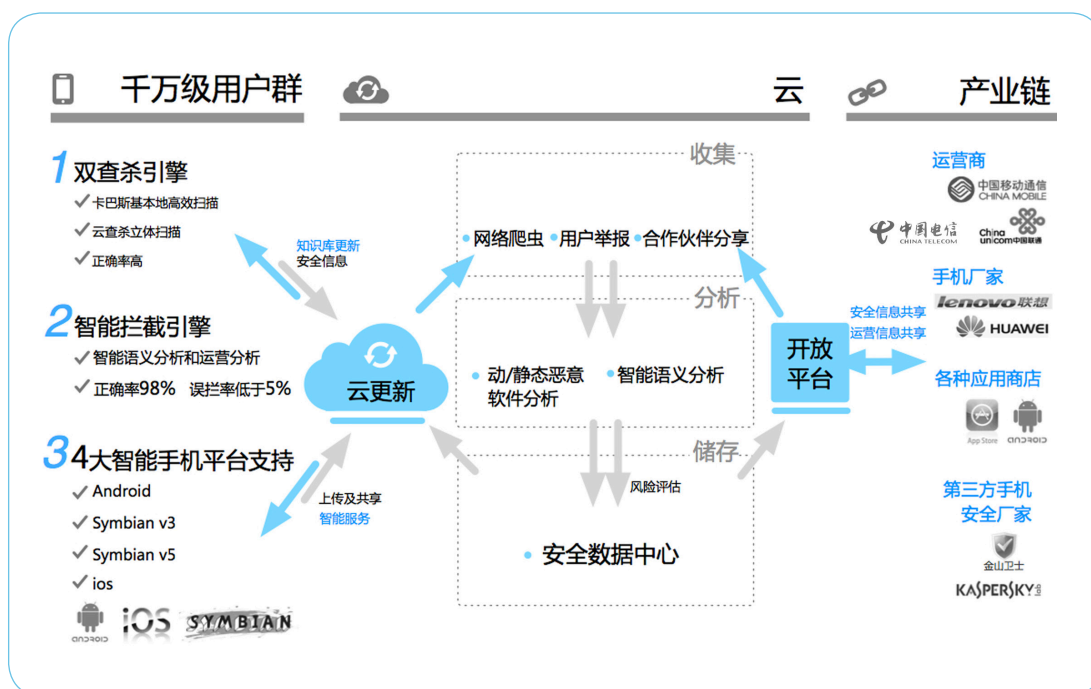 千万级用户群
云
产业链
1 双查杀引擎
卡巴斯基本地高效扫描
云查杀立体扫描
正确率高
2 智能拦截引擎
智能语义分析和运营分析
正确率98% 误拦率低于5%
3 4大智能手机平台支持
Android
Symbian v3
Symbian v5
ios
ANDROID
iOS
SYMBIAN
知识库更新
安全信息
云更新
上传及共享
智能服务
收集
网络爬虫
用户举报
合作伙伴分享
分析
动/静态恶意
软件分析
智能语义分析
储存
风险评估
安全数据中心
开放
平台
安全信息共享
运营信息共享
运营商
中国移动通信
CHINA MOBILE
中国电信
CHINA TELECOM
China
unicom中国联通
手机厂家
lenovo联想
HUAWEI
各种应用商店
App Store
ANDROID
第三方手机
安全厂家
金山卫士
KASPERSKY lab